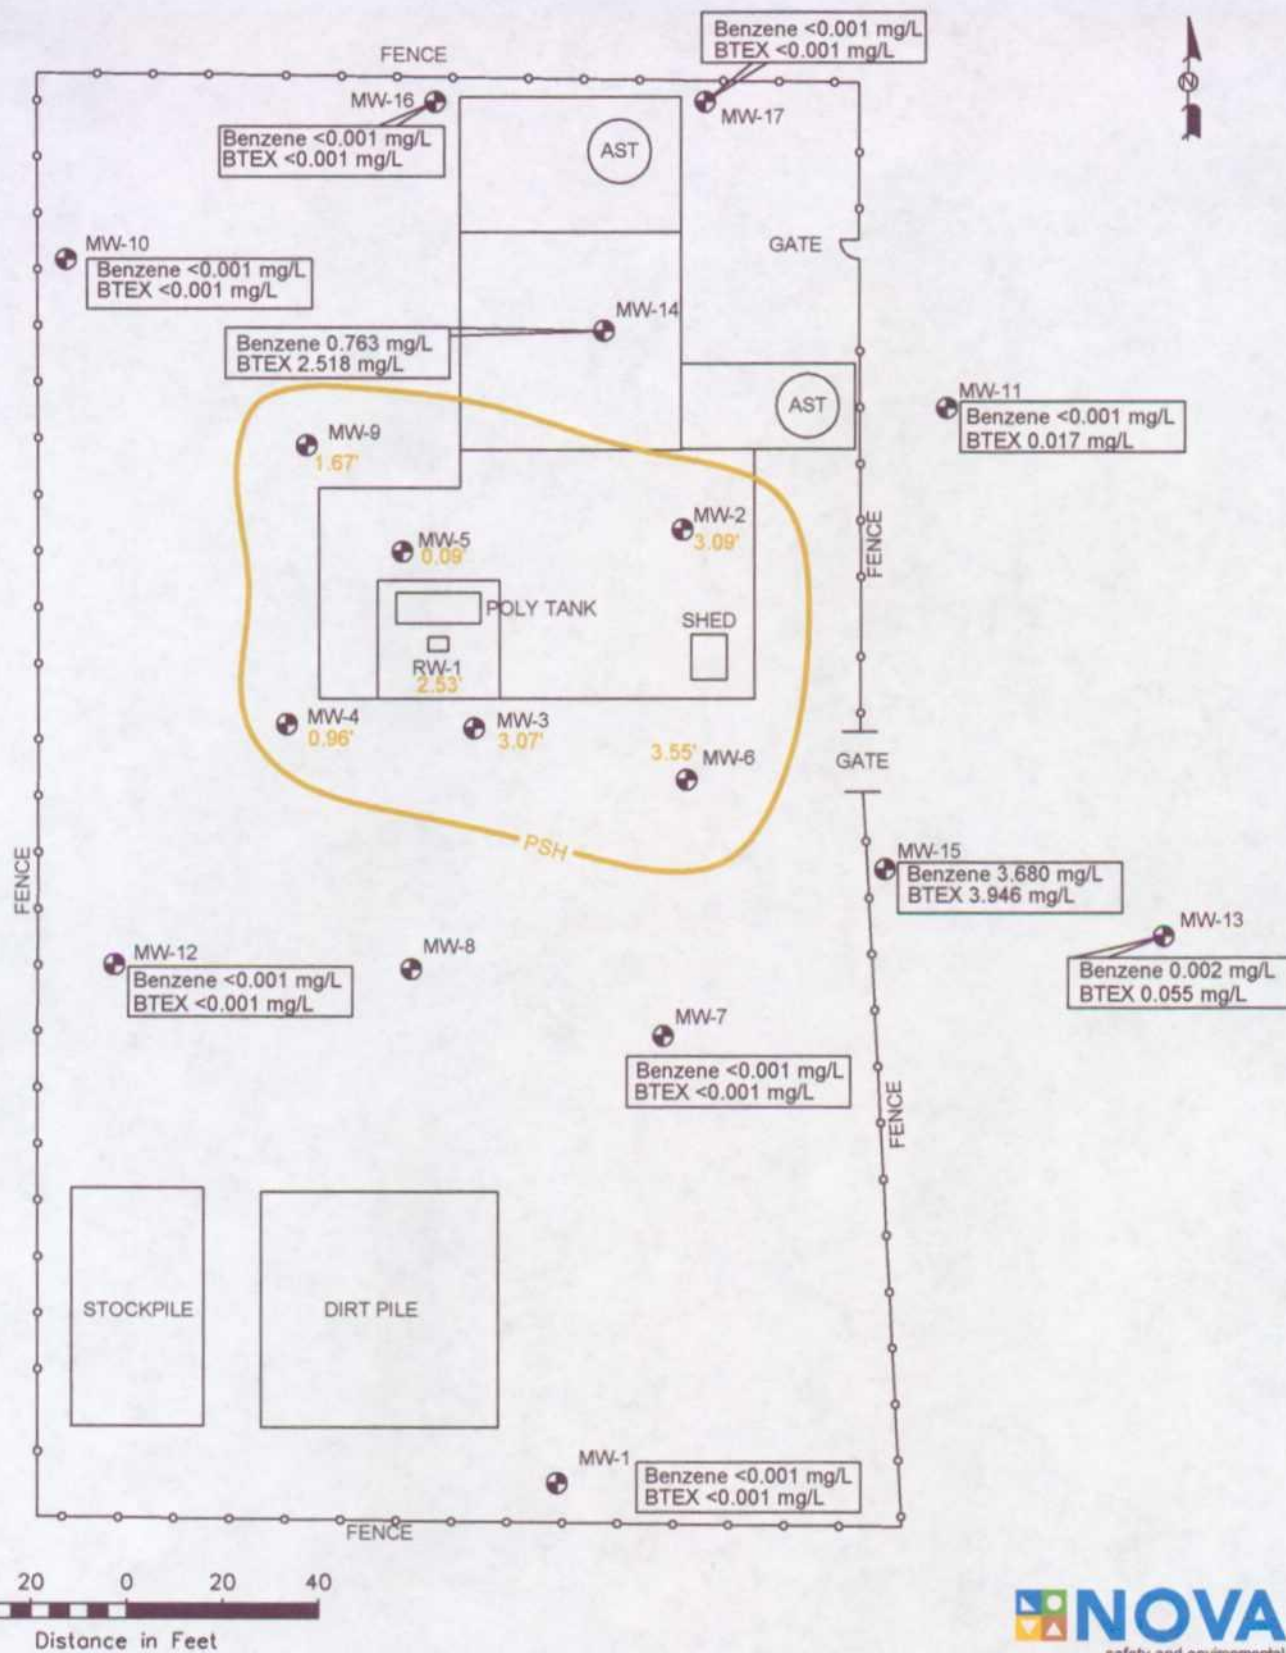 Benzene <0.001 mg/L
BTEX <0.001 mg/L
FENCE
MW-16
MW-17
Benzene <0.001 mg/L
BTEX <0.001 mg/L
AST
N
MW-10
Benzene <0.001 mg/L
BTEX <0.001 mg/L
GATE
MW-14
Benzene 0.763 mg/L
BTEX 2.518 mg/L
MW-11
Benzene <0.001 mg/L
BTEX 0.017 mg/L
AST
MW-9
1.67'
MW-2
3.09'
FENCE
MW-5
0.09'
POLY TANK
SHED
RW-1
2.53'
MW-4
0.96'
MW-3
3.07'
3.55' MW-6
GATE
PSH
MW-15
Benzene 3.680 mg/L
BTEX 3.946 mg/L
FENCE
MW-13
Benzene 0.002 mg/L
BTEX 0.055 mg/L
MW-12
Benzene <0.001 mg/L
BTEX <0.001 mg/L
MW-8
MW-7
Benzene <0.001 mg/L
BTEX <0.001 mg/L
FENCE
STOCKPILE
DIRT PILE
MW-1
Benzene <0.001 mg/L
BTEX <0.001 mg/L
FENCE
20 0 20 40
Distance in Feet
NOVA
safety and environmental